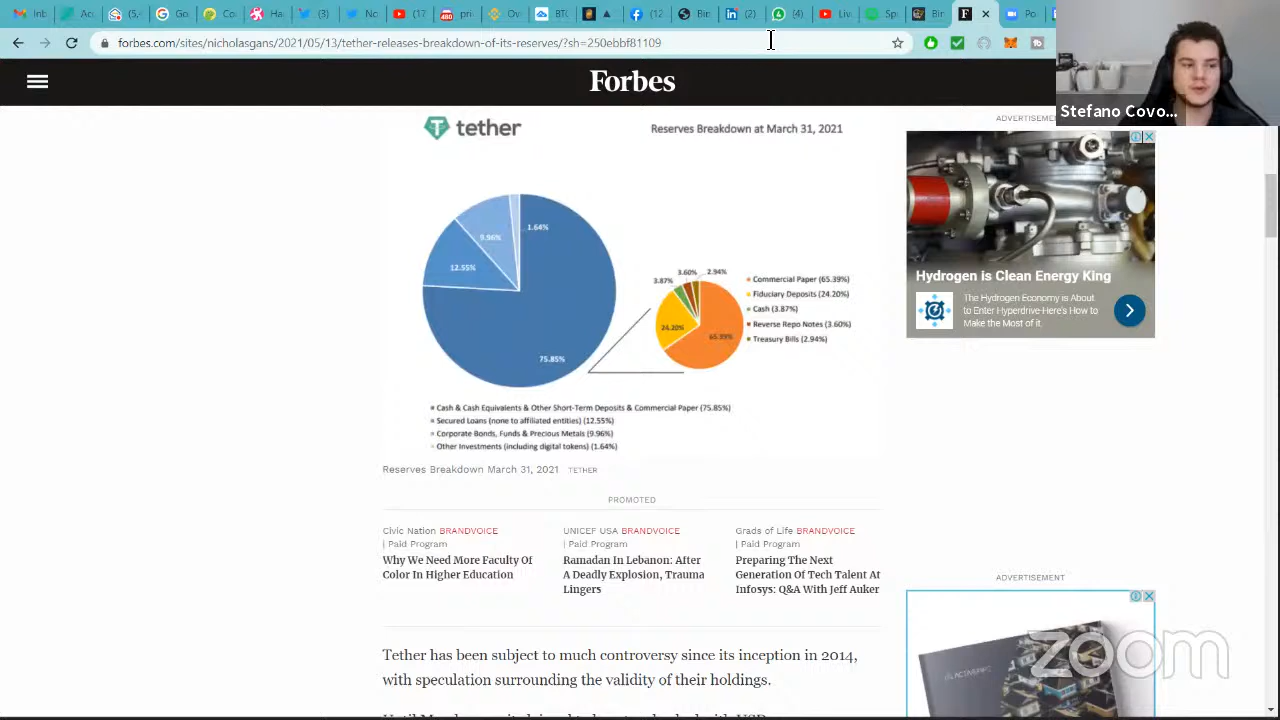 Goo
(17
480
(12
Bin
(2)
(4)
Spo
forbes.com/sites/nicholasgans/2021/05/13/tether-releases-breakdown-of-its-reserves/?sh=250ebbf81109
Forbes
Stefano Covo...
tether
Reserves Breakdown at March 31, 2021
ADVERTISEMEN
1.64%
9.96%
12.55%
75.85%
3.87%
3.60%
2.94%
24.20%
65.39%
Commercial Paper (65.39%)
Fiduciary Deposits (24.20%)
Cash (3.87%)
Reverse Repo Notes (3.60%)
Treasury Bills (2.94%)
Hydrogen is Clean Energy King
The Hydrogen Economy is About
to Enter Hyperdrive-Here's How to
Make the Most of it.
Cash & Cash Equivalents & Other Short-Term Deposits & Commercial Paper (75.85%)
Secured Loans (none to affiliated entities) (12.55%)
Corporate Bonds, Funds & Precious Metals (9.96%)
Other Investments (including digital tokens) (1.64%)
Reserves Breakdown March 31, 2021 TETHER
PROMOTED
Civic Nation BRANDVOICE
| Paid Program
Why We Need More Faculty Of
Color In Higher Education
UNICEF USA BRANDVOICE
| Paid Program
Ramadan In Lebanon: After
A Deadly Explosion, Trauma
Lingers
Grads of Life BRANDVOICE
| Paid Program
Preparing The Next
Generation Of Tech Talent At
Infosys: Q&A With Jeff Auker
ADVERTISEMENT
Tether has been subject to much controversy since its inception in 2014,
with speculation surrounding the validity of their holdings.
zoom